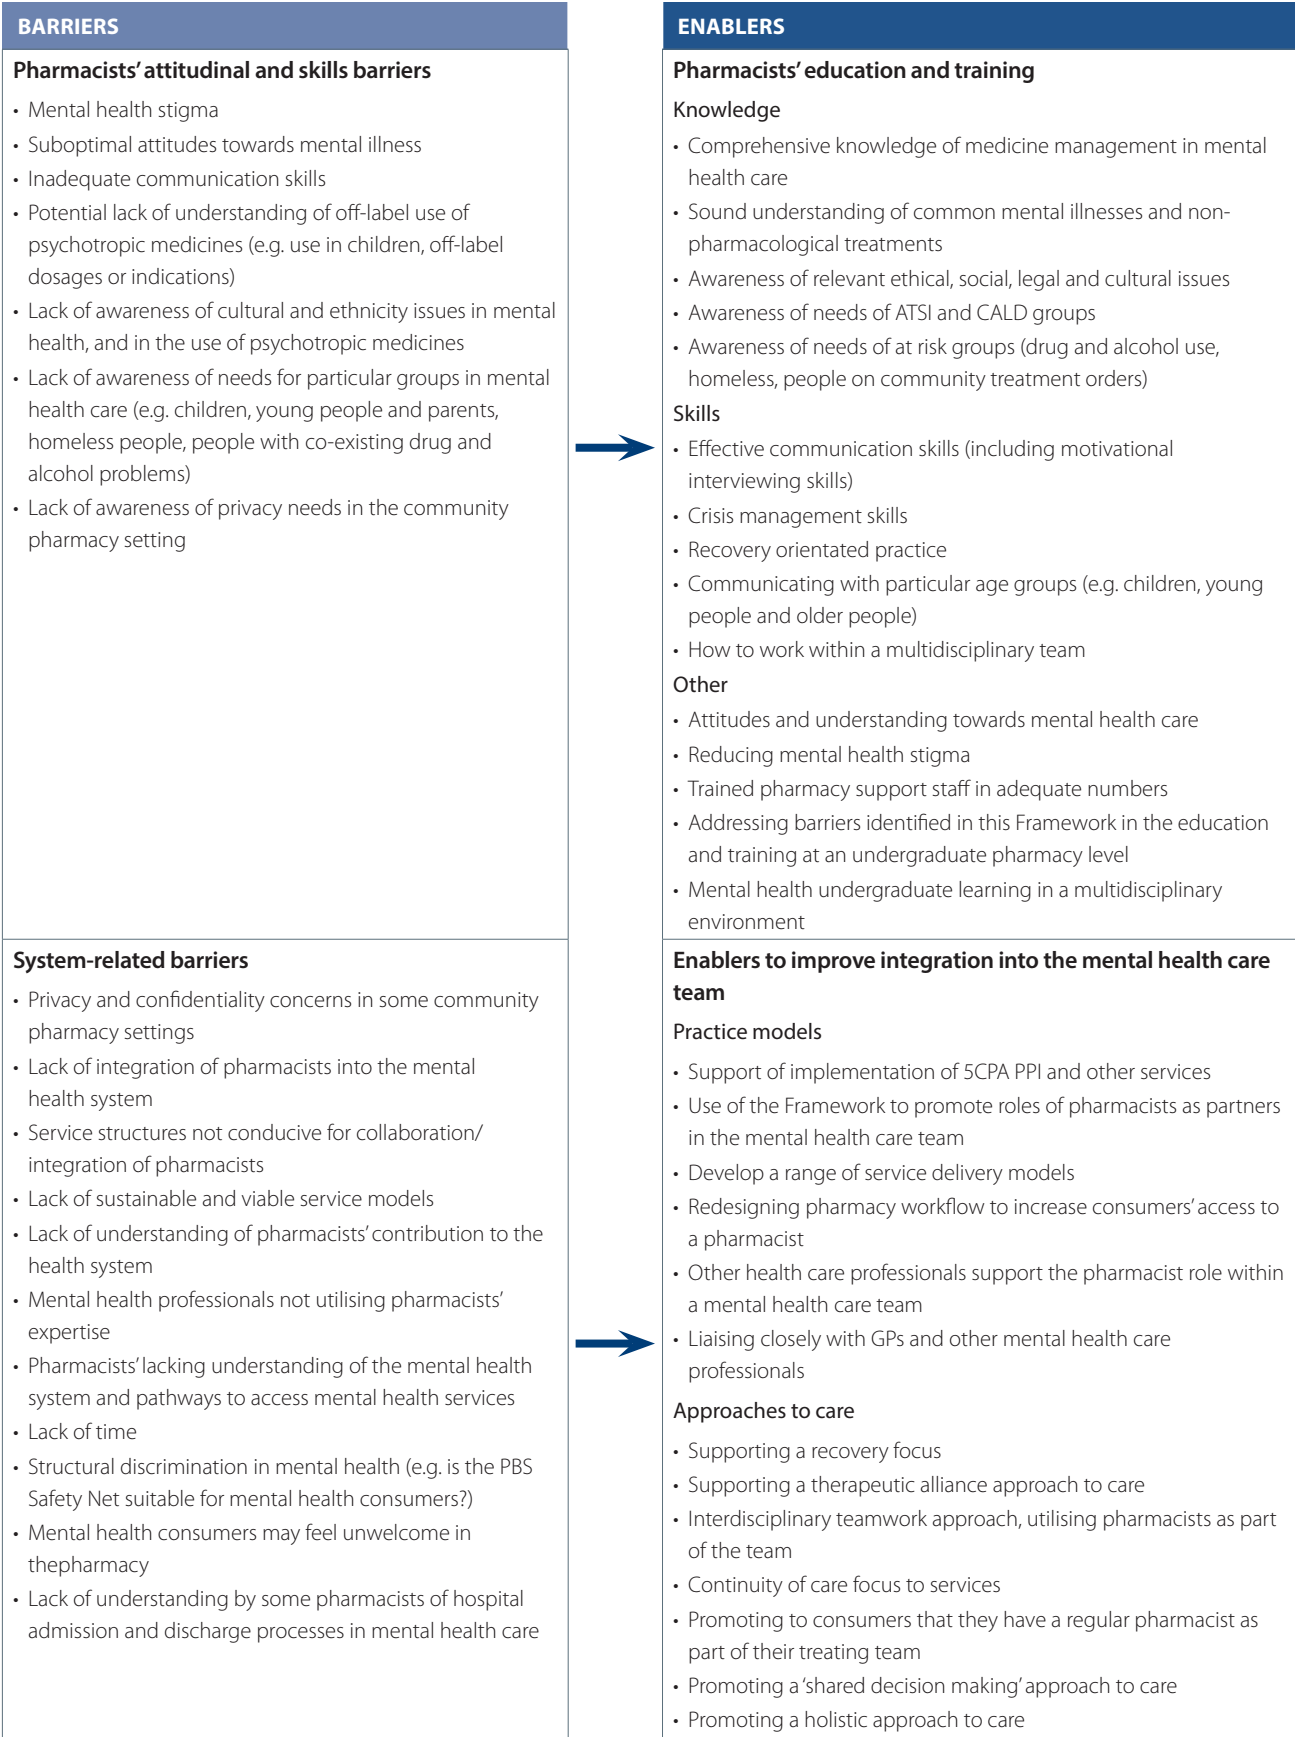 BARRIERS
Pharmacists' attitudinal and skills barriers
• Mental health stigma
• Suboptimal attitudes towards mental illness
• Inadequate communication skills
• Potential lack of understanding of off-label use of
psychotropic medicines (e.g. use in children, off-label
dosages or indications)
• Lack of awareness of cultural and ethnicity issues in mental
health, and in the use of psychotropic medicines
• Lack of awareness of needs for particular groups in mental
health care (e.g. children, young people and parents,
homeless people, people with co-existing drug and
alcohol problems)
• Lack of awareness of privacy needs in the community
pharmacy setting
ENABLERS
Pharmacists' education and training
Knowledge
• Comprehensive knowledge of medicine management in mental
health care
• Sound understanding of common mental illnesses and non-
pharmacological treatments
• Awareness of relevant ethical, social, legal and cultural issues
• Awareness of needs of ATSI and CALD groups
• Awareness of needs of at risk groups (drug and alcohol use,
homeless, people on community treatment orders)
Skills
• Effective communication skills (including motivational
interviewing skills)
• Crisis management skills
• Recovery orientated practice
• Communicating with particular age groups (e.g. children, young
people and older people)
• How to work within a multidisciplinary team
Other
• Attitudes and understanding towards mental health care
• Reducing mental health stigma
• Trained pharmacy support staff in adequate numbers
• Addressing barriers identified in this Framework in the education
and training at an undergraduate pharmacy level
• Mental health undergraduate learning in a multidisciplinary
environment
System-related barriers
• Privacy and confidentiality concerns in some community
pharmacy settings
• Lack of integration of pharmacists into the mental
health system
• Service structures not conducive for collaboration/
integration of pharmacists
• Lack of sustainable and viable service models
• Lack of understanding of pharmacists' contribution to the
health system
• Mental health professionals not utilising pharmacists'
expertise
• Pharmacists' lacking understanding of the mental health
system and pathways to access mental health services
• Lack of time
• Structural discrimination in mental health (e.g. is the PBS
Safety Net suitable for mental health consumers?)
• Mental health consumers may feel unwelcome in
thepharmacy
• Lack of understanding by some pharmacists of hospital
admission and discharge processes in mental health care
Enablers to improve integration into the mental health care
team
Practice models
• Support of implementation of 5CPA PPI and other services
• Use of the Framework to promote roles of pharmacists as partners
in the mental health care team
• Develop a range of service delivery models
• Redesigning pharmacy workflow to increase consumers' access to
a pharmacist
• Other health care professionals support the pharmacist role within
a mental health care team
• Liaising closely with GPs and other mental health care
professionals
Approaches to care
• Supporting a recovery focus
• Supporting a therapeutic alliance approach to care
• Interdisciplinary teamwork approach, utilising pharmacists as part
of the team
• Continuity of care focus to services
• Promoting to consumers that they have a regular pharmacist as
part of their treating team
• Promoting a 'shared decision making' approach to care
• Promoting a holistic approach to care